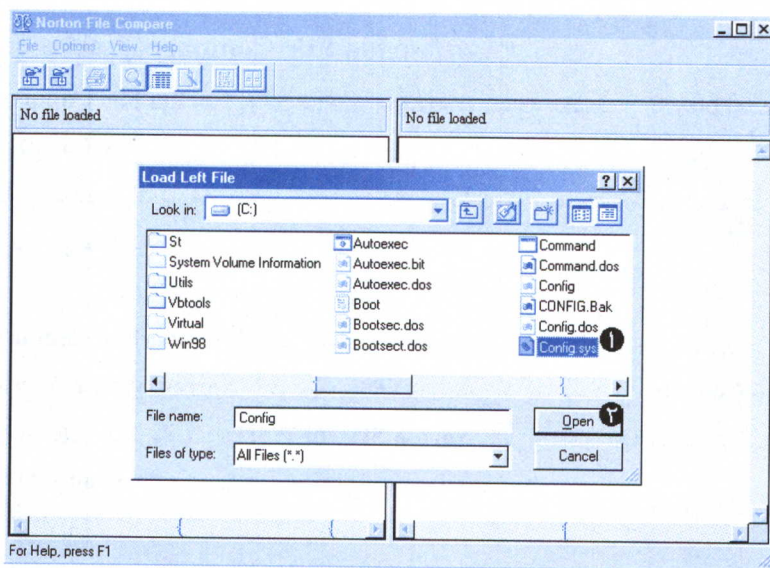 Norton File Compare
File Options View Help
No file loaded
No file loaded
Load Left File
Look in: (C:)
St
System Volume Information
Utils
Vbtools
Virtual
Win98
Autoexec
Autoexec.bit
Autoexec.dos
Boot
Bootsec.dos
Bootsect.dos
Command
Command.dos
Config
CONFIG.Bak
Config.dos
Config.sys ۱
File name: Config
Open ۲
Files of type: All Files (*.*)
Cancel
For Help, press F1